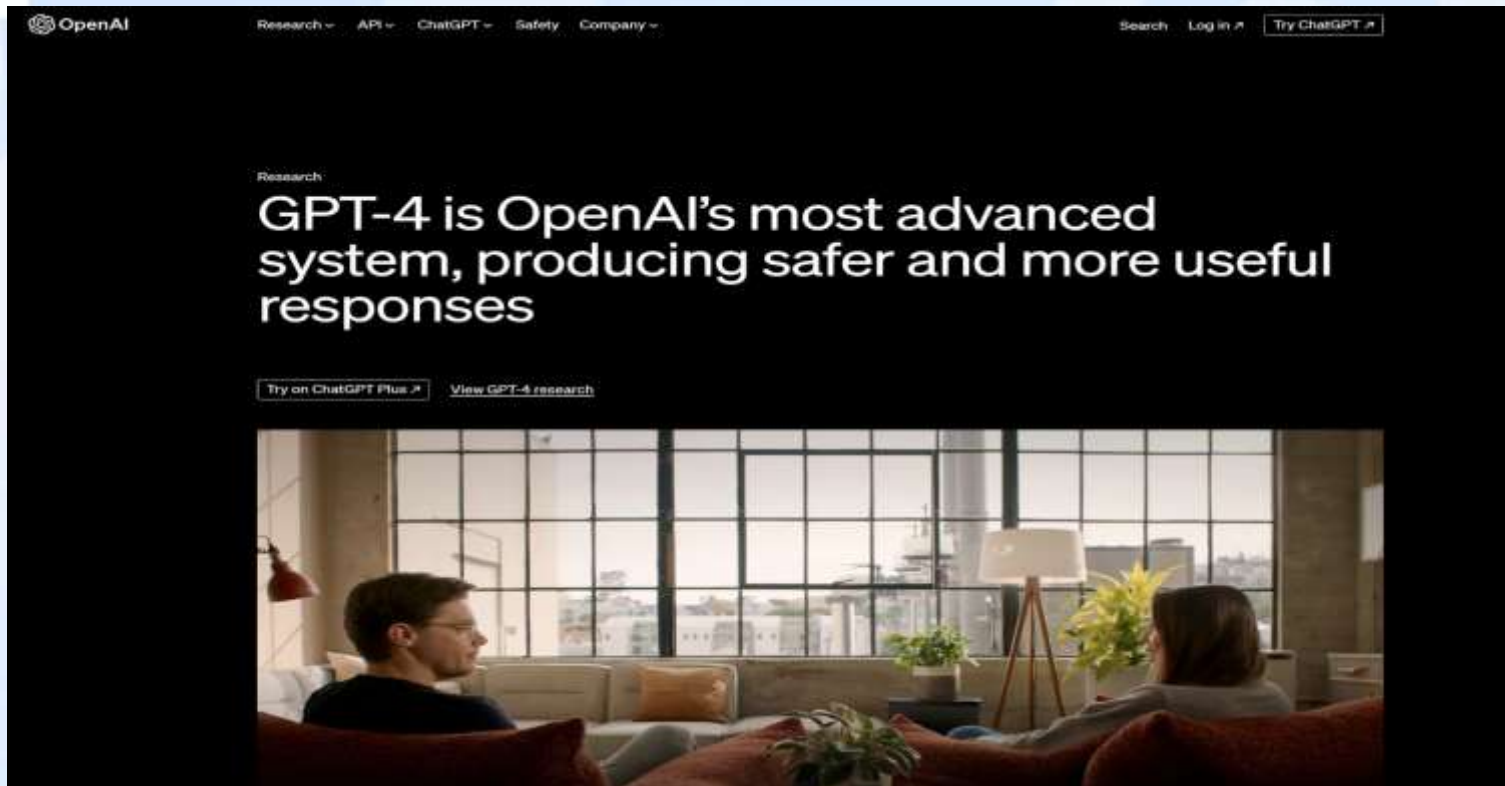 OpenAI
Research API ChatGPT Safety Company
Search Log in ↗ Try ChatGPT ↗
Research
GPT-4 is OpenAI’s most advanced
system, producing safer and more useful
responses
Try on ChatGPT Plus ↗ View GPT-4 research